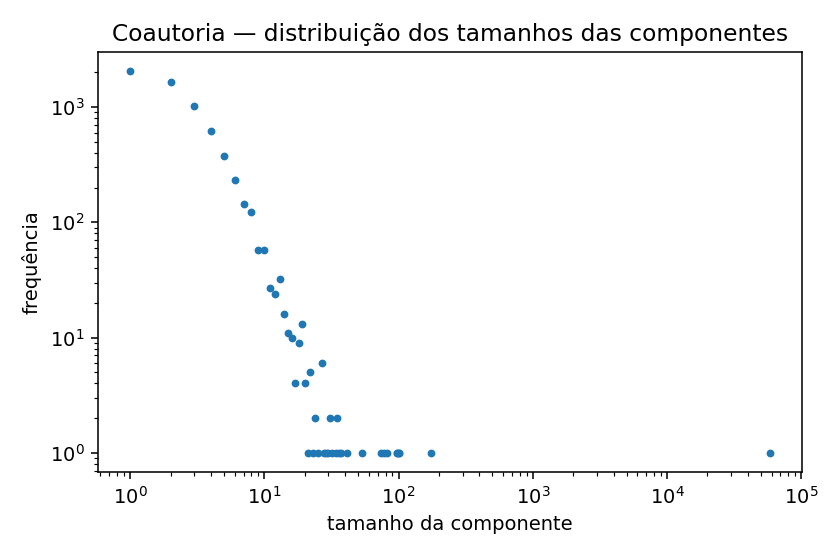 Coautoria — distribuição dos tamanhos das componentes
frequência
10³
10²
10¹
10⁰
10⁰ 10¹ 10² 10³ 10⁴ 10⁵
tamanho da componente